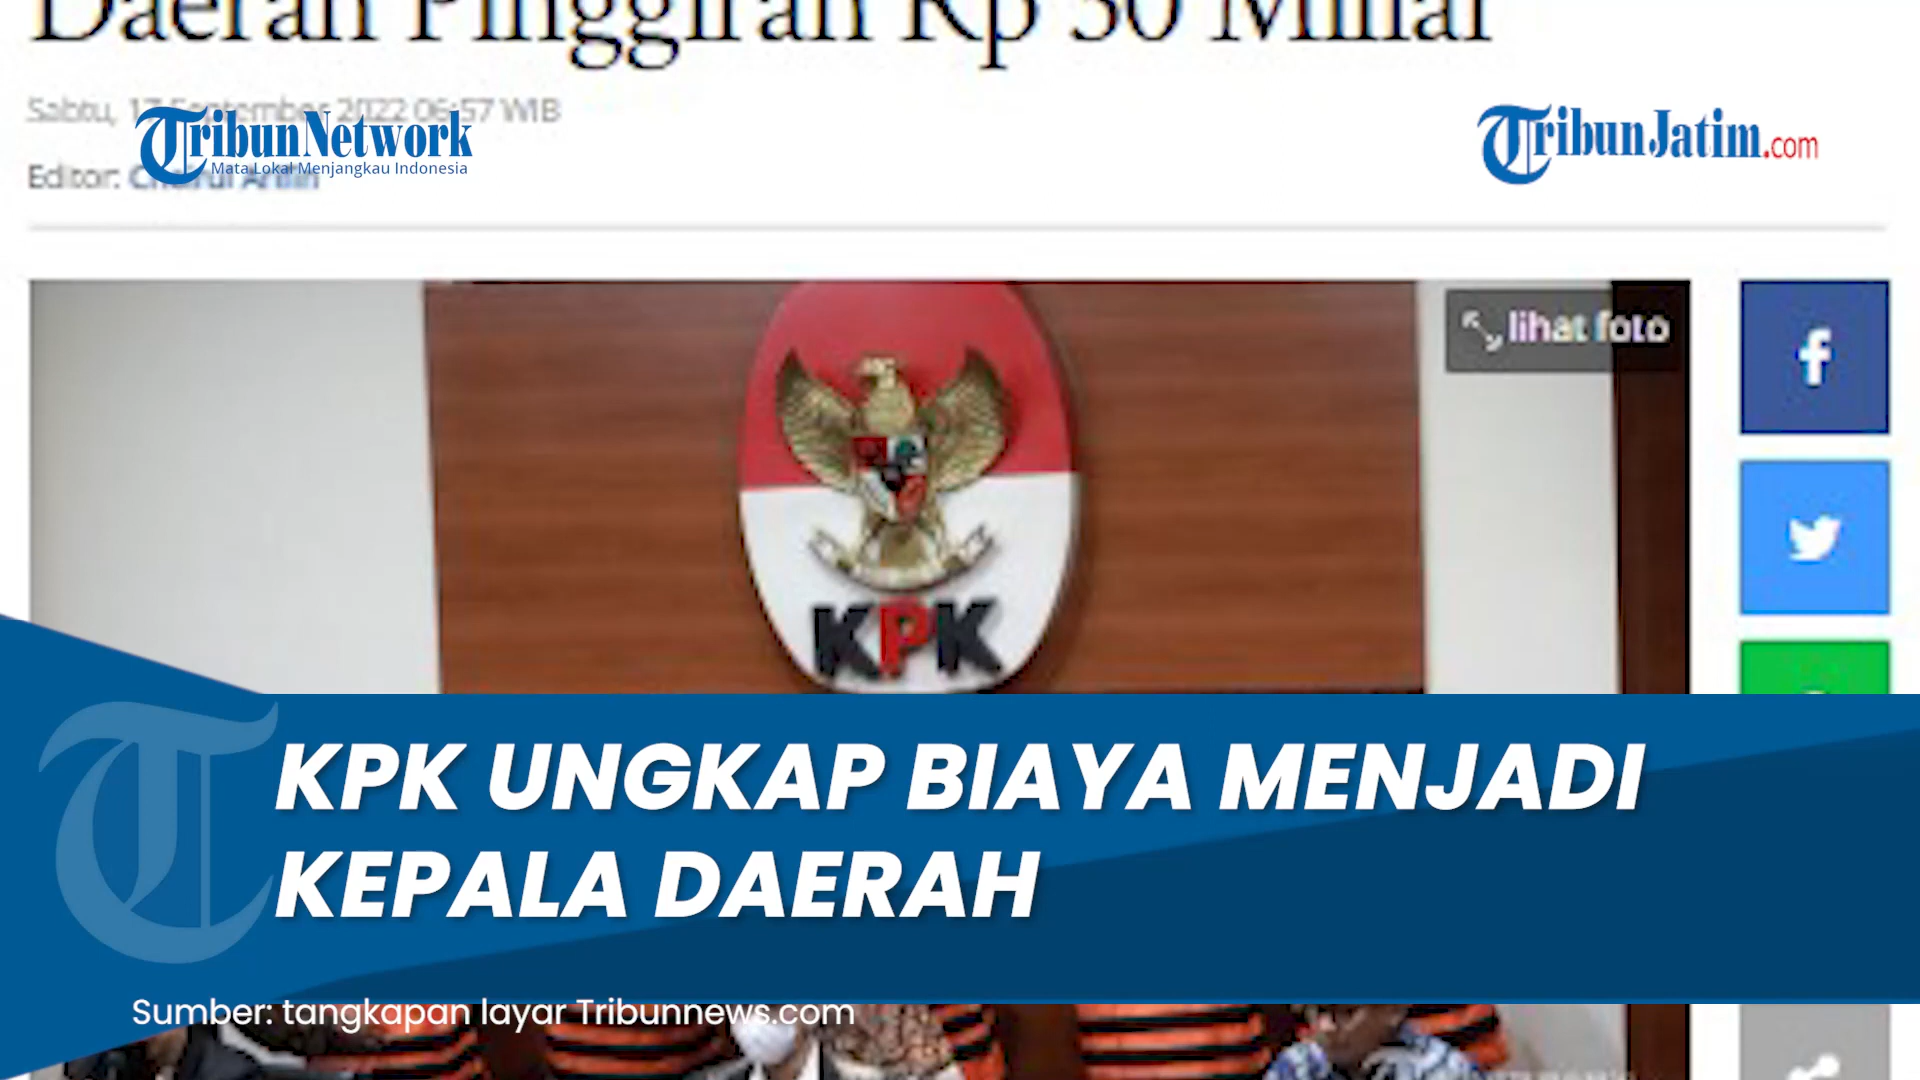 Daerah Pinggiran Rp 30 Miliar
Sabtu, 17 September 2022 06:57 WIB
TribunNetwork
Mata Lokal Menjangkau Indonesia
TribunJatim.com
Editor:
lihat foto
KPK
KPK UNGKAP BIAYA MENJADI
KEPALA DAERAH
Sumber: tangkapan layar Tribunnews.com